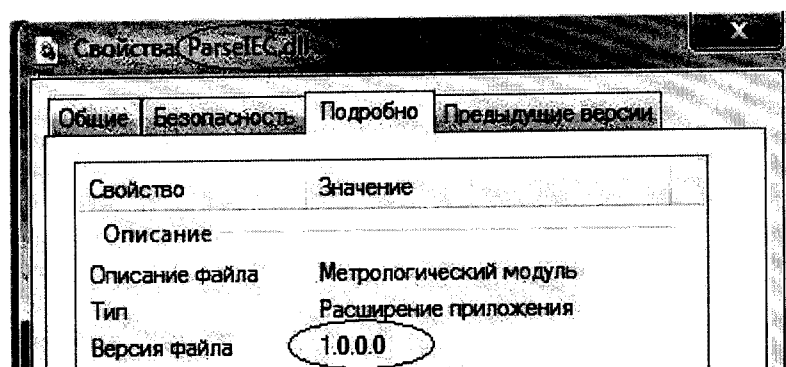 Свойства: ParseIEC.dll
Общие Безопасность Подробно Предыдущие версии
Свойство Значение
Описание
Описание файла Метрологический модуль
Тип Расширение приложения
Версия файла 1.0.0.0